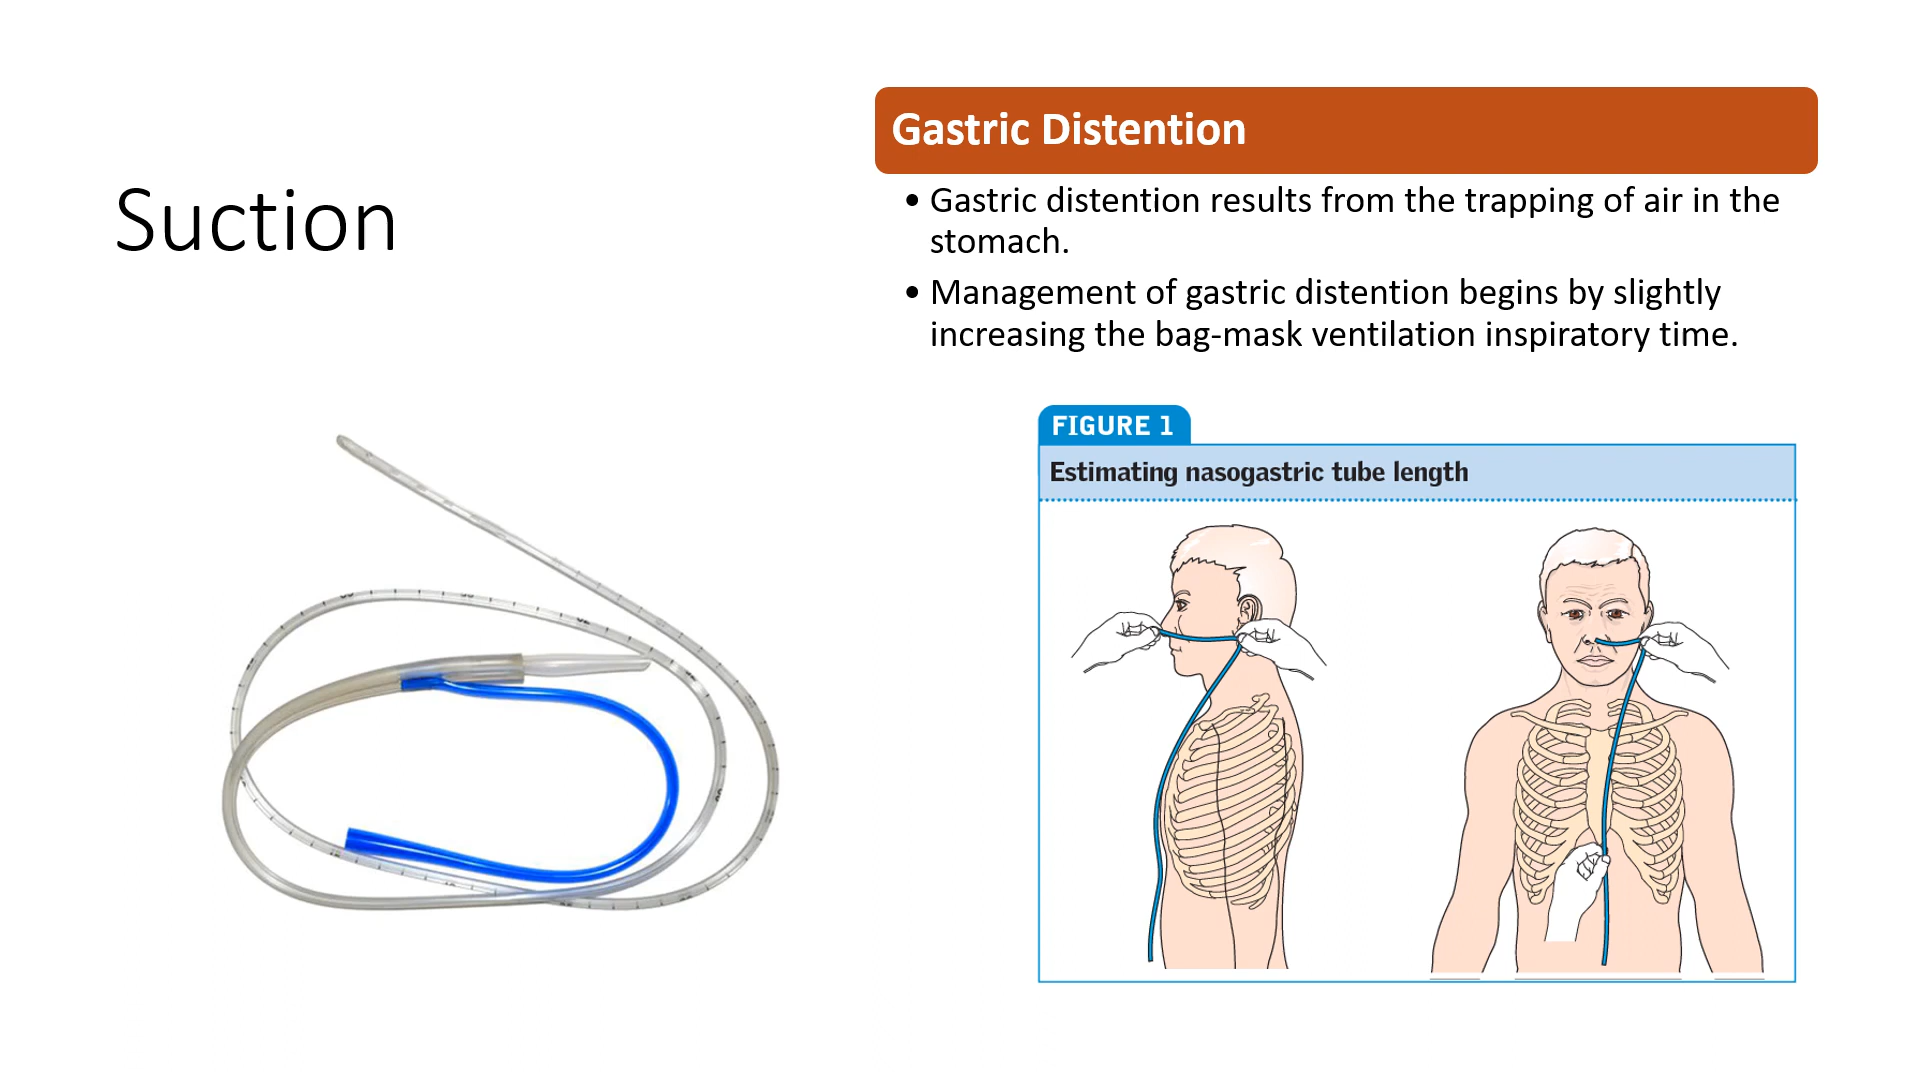 Suction
Gastric Distention
• Gastric distention results from the trapping of air in the
stomach.
• Management of gastric distention begins by slightly
increasing the bag-mask ventilation inspiratory time.
FIGURE 1
Estimating nasogastric tube length